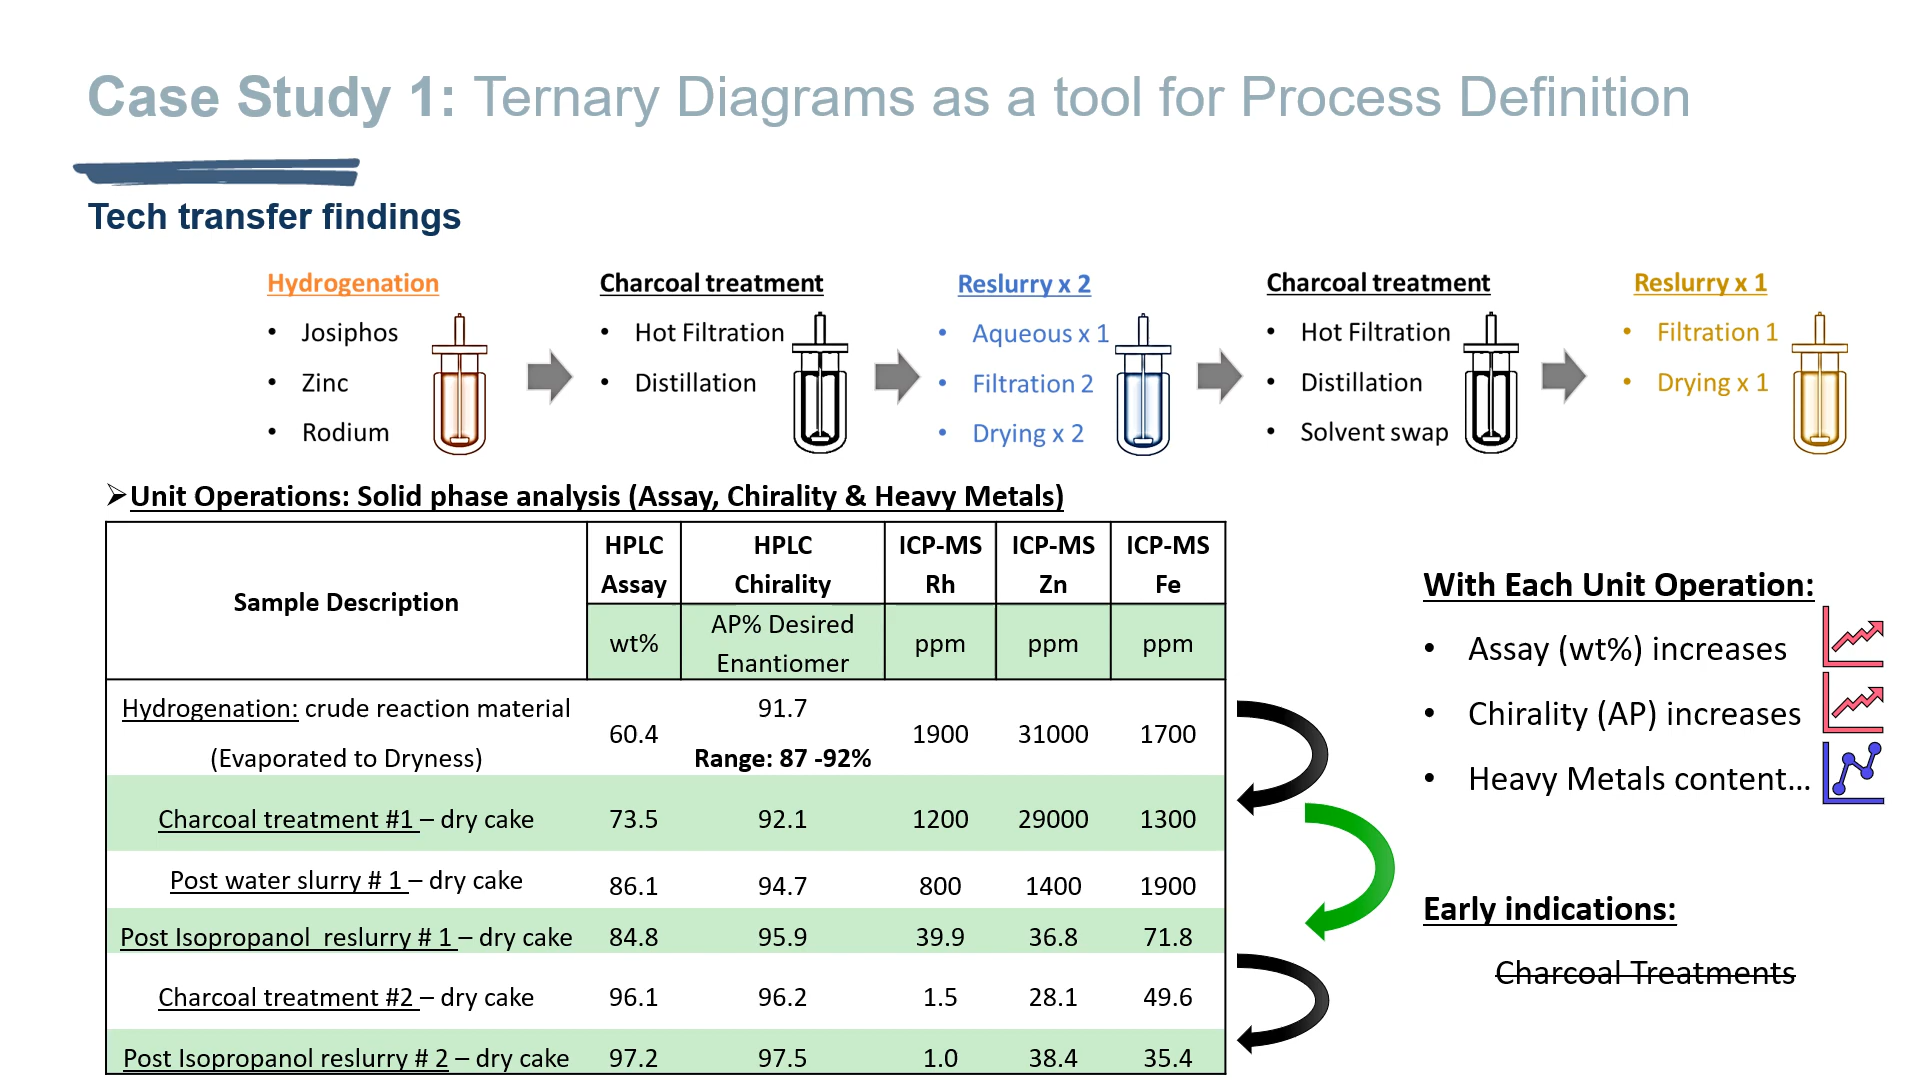 Case Study 1: Ternary Diagrams as a tool for Process Definition
Tech transfer findings
Hydrogenation
• Josiphos
• Zinc
• Rodium
Charcoal treatment
• Hot Filtration
• Distillation
Reslurry x 2
• Aqueous x 1
• Filtration 2
• Drying x 2
Charcoal treatment
• Hot Filtration
• Distillation
• Solvent swap
Reslurry x 1
• Filtration 1
• Drying x 1
➢Unit Operations: Solid phase analysis (Assay, Chirality & Heavy Metals)
Sample Description
HPLC
Assay
HPLC
Chirality
ICP-MS
Rh
ICP-MS
Zn
ICP-MS
Fe
wt%
AP% Desired
Enantiomer
ppm
ppm
ppm
Hydrogenation: crude reaction material
(Evaporated to Dryness)
60.4
91.7
Range: 87 -92%
1900
31000
1700
Charcoal treatment #1 – dry cake
73.5
92.1
1200
29000
1300
Post water slurry # 1 – dry cake
86.1
94.7
800
1400
1900
Post Isopropanol reslurry # 1 – dry cake
84.8
95.9
39.9
36.8
71.8
Charcoal treatment #2 – dry cake
96.1
96.2
1.5
28.1
49.6
Post Isopropanol reslurry # 2 – dry cake
97.2
97.5
1.0
38.4
35.4
With Each Unit Operation:
• Assay (wt%) increases
• Chirality (AP) increases
• Heavy Metals content...
Early indications:
Charcoal Treatments